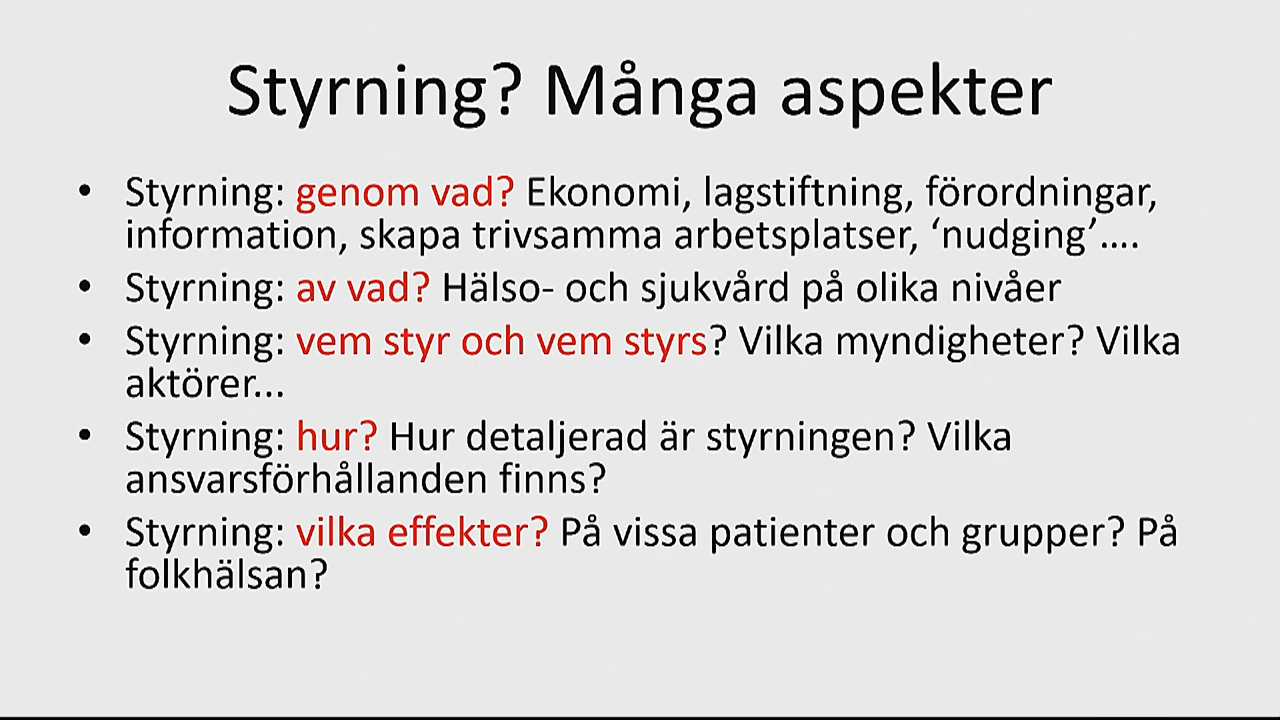 Styrning? Många aspekter
• Styrning: genom vad? Ekonomi, lagstiftning, förordningar,
information, skapa trivsamma arbetsplatser, ‘nudging’….
• Styrning: av vad? Hälso- och sjukvård på olika nivåer
• Styrning: vem styr och vem styrs? Vilka myndigheter? Vilka
aktörer...
• Styrning: hur? Hur detaljerad är styrningen? Vilka
ansvarsförhållanden finns?
• Styrning: vilka effekter? På vissa patienter och grupper? På
folkhälsan?